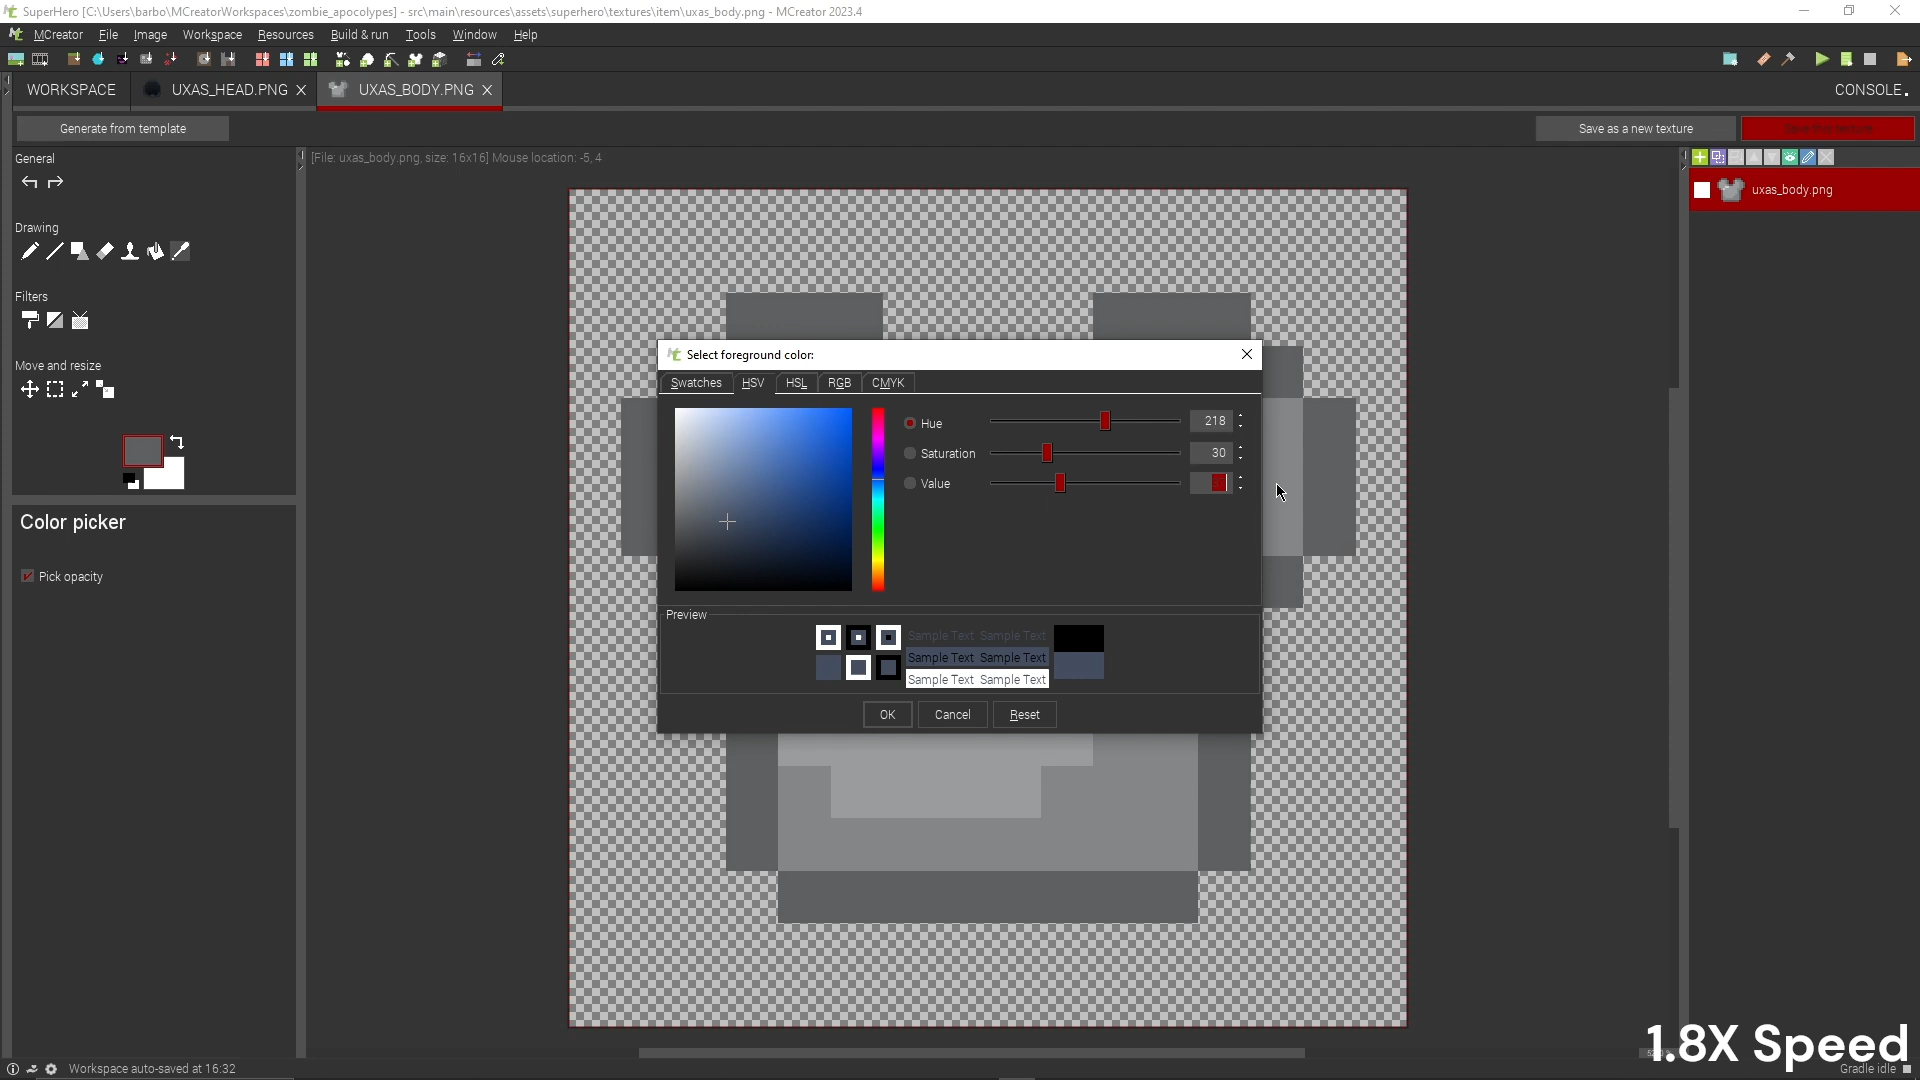 SuperHero [C:\Users\barbo\MCreatorWorkspaces\zombie_apocolypes] - src\main\resources\assets\superhero\textures\item\uxas_body.png - MCreator 2023.4
MCreator File Image Workspace Resources Build & run Tools Window Help
WORKSPACE UXAS_HEAD.PNG UXAS_BODY.PNG CONSOLE
Generate from template Save as a new texture
General [File: uxas_body.png, size: 16x16] Mouse location: -5, 4
uxas_body.png
Drawing
Filters
Move and resize
Select foreground color:
Swatches HSV HSL RGB CMYK
Hue 218
Saturation 30
Value
Color picker
Pick opacity
Preview
Sample Text Sample Text
Sample Text Sample Text
Sample Text Sample Text
OK Cancel Reset
1.8X Speed
Workspace auto-saved at 16:32 Gradle idle